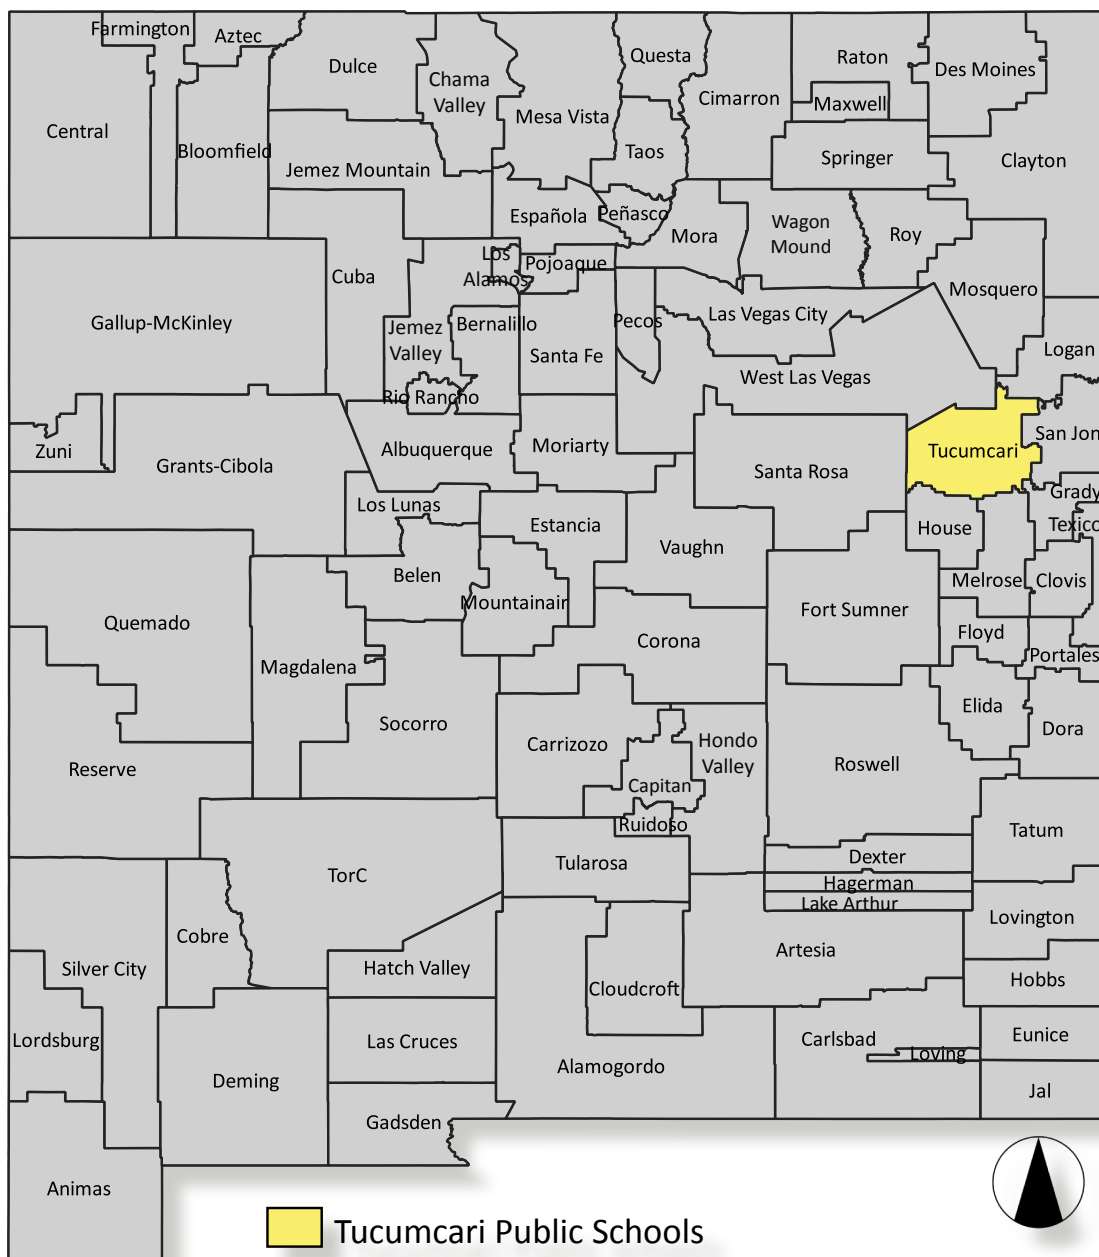 Farmington
Aztec
Dulce
Chama
Valley
Questa
Raton
Des Moines
Central
Mesa Vista
Cimarron
Maxwell
Bloomfield
Jemez Mountain
Taos
Springer
Clayton
Española
Peñasco
Mora
Wagon
Mound
Roy
Cuba
Los
Alamos
Pojoaque
Mosquero
Gallup-McKinley
Jemez
Valley
Bernalillo
Santa Fe
Pecos
Las Vegas City
Logan
West Las Vegas
Rio Rancho
Zuni
Grants-Cibola
Albuquerque
Moriarty
Santa Rosa
Tucumcari
San Jon
Los Lunas
Estancia
Vaughn
House
Grady
Texico
Belen
Mountainair
Melrose
Clovis
Quemado
Fort Sumner
Magdalena
Corona
Floyd
Portales
Socorro
Carrizozo
Hondo
Valley
Elida
Dora
Reserve
Capitan
Roswell
Ruidoso
Tatum
TorC
Tularosa
Dexter
Hagerman
Lake Arthur
Lovington
Cobre
Silver City
Hatch Valley
Cloudcroft
Artesia
Hobbs
Lordsburg
Las Cruces
Alamogordo
Carlsbad
Loving
Eunice
Deming
Jal
Gadsden
Animas
Tucumcari Public Schools